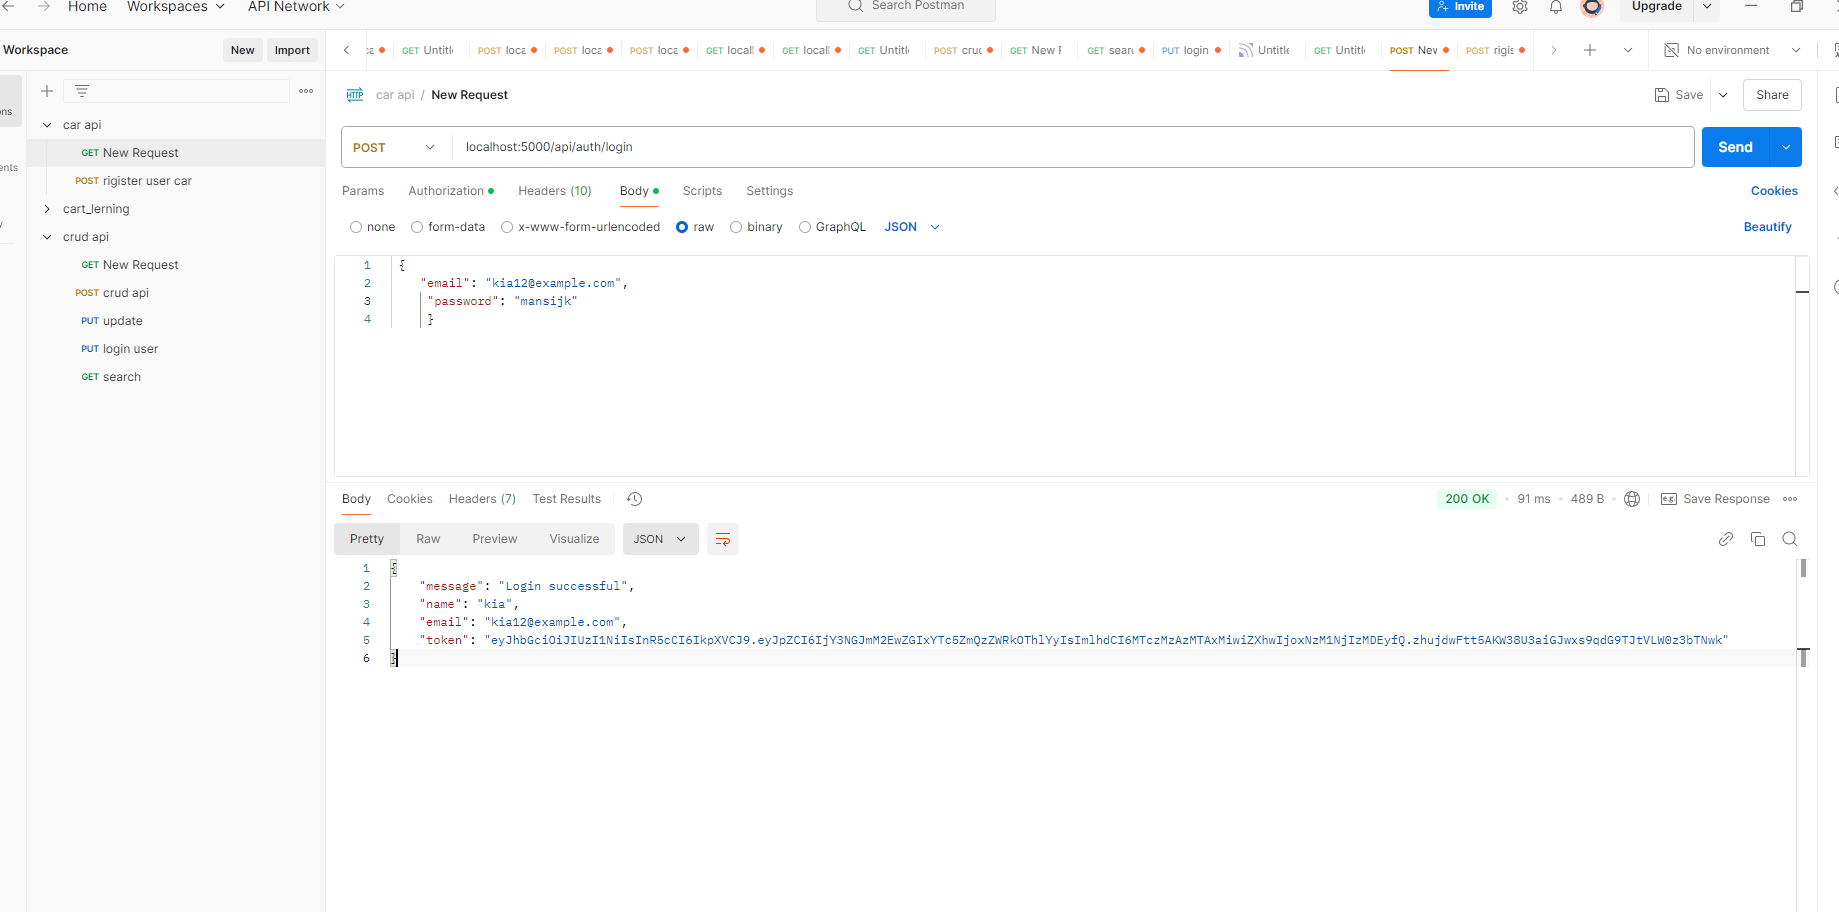 Home Workspaces API Network Search Postman Invite Upgrade
Workspace New Import
GET Untitl POST loca POST loca POST loca GET locall GET locall GET Untitl POST cruc GET New F GET searc PUT login Untitle GET Untitl POST Nev POST rigis No environment
car api / New Request Save Share
car api
GET New Request
POST rigister user car
cart_lerning
crud api
GET New Request
POST crud api
PUT update
PUT login user
GET search
POST localhost:5000/api/auth/login Send
Params Authorization Headers (10) Body Scripts Settings Cookies
none form-data x-www-form-urlencoded raw binary GraphQL JSON Beautify
1 {
2 "email": "kia12@example.com",
3 "password": "mansijk"
4 }
Body Cookies Headers (7) Test Results 200 OK • 91 ms • 489 B • Save Response
Pretty Raw Preview Visualize JSON
1 {
2 "message": "Login successful",
3 "name": "kia",
4 "email": "kia12@example.com",
5 "token": "eyJhbGciOiJIUzI1NiIsInR5cCI6IkpXVCJ9.eyJpZCI6IjY3NGJmM2EwZGIxYTc5ZmQzZWRkOThlYyIsImlhdCI6MTczMzAzMTAxMiwiZXhwIjoxNzM1NjIzMDEyfQ.zhujdwFtt5AKW38U3aiGJwxs9qdG9TJtVLW0z3bTNwk"
6 }